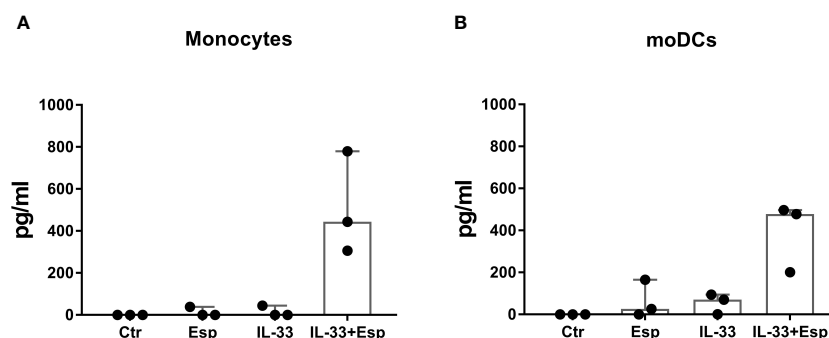 A
Monocytes
pg/ml
1000
800
600
400
200
0
Ctr Esp IL-33 IL-33+Esp
B
moDCs
pg/ml
1000
800
600
400
200
0
Ctr Esp IL-33 IL-33+Esp